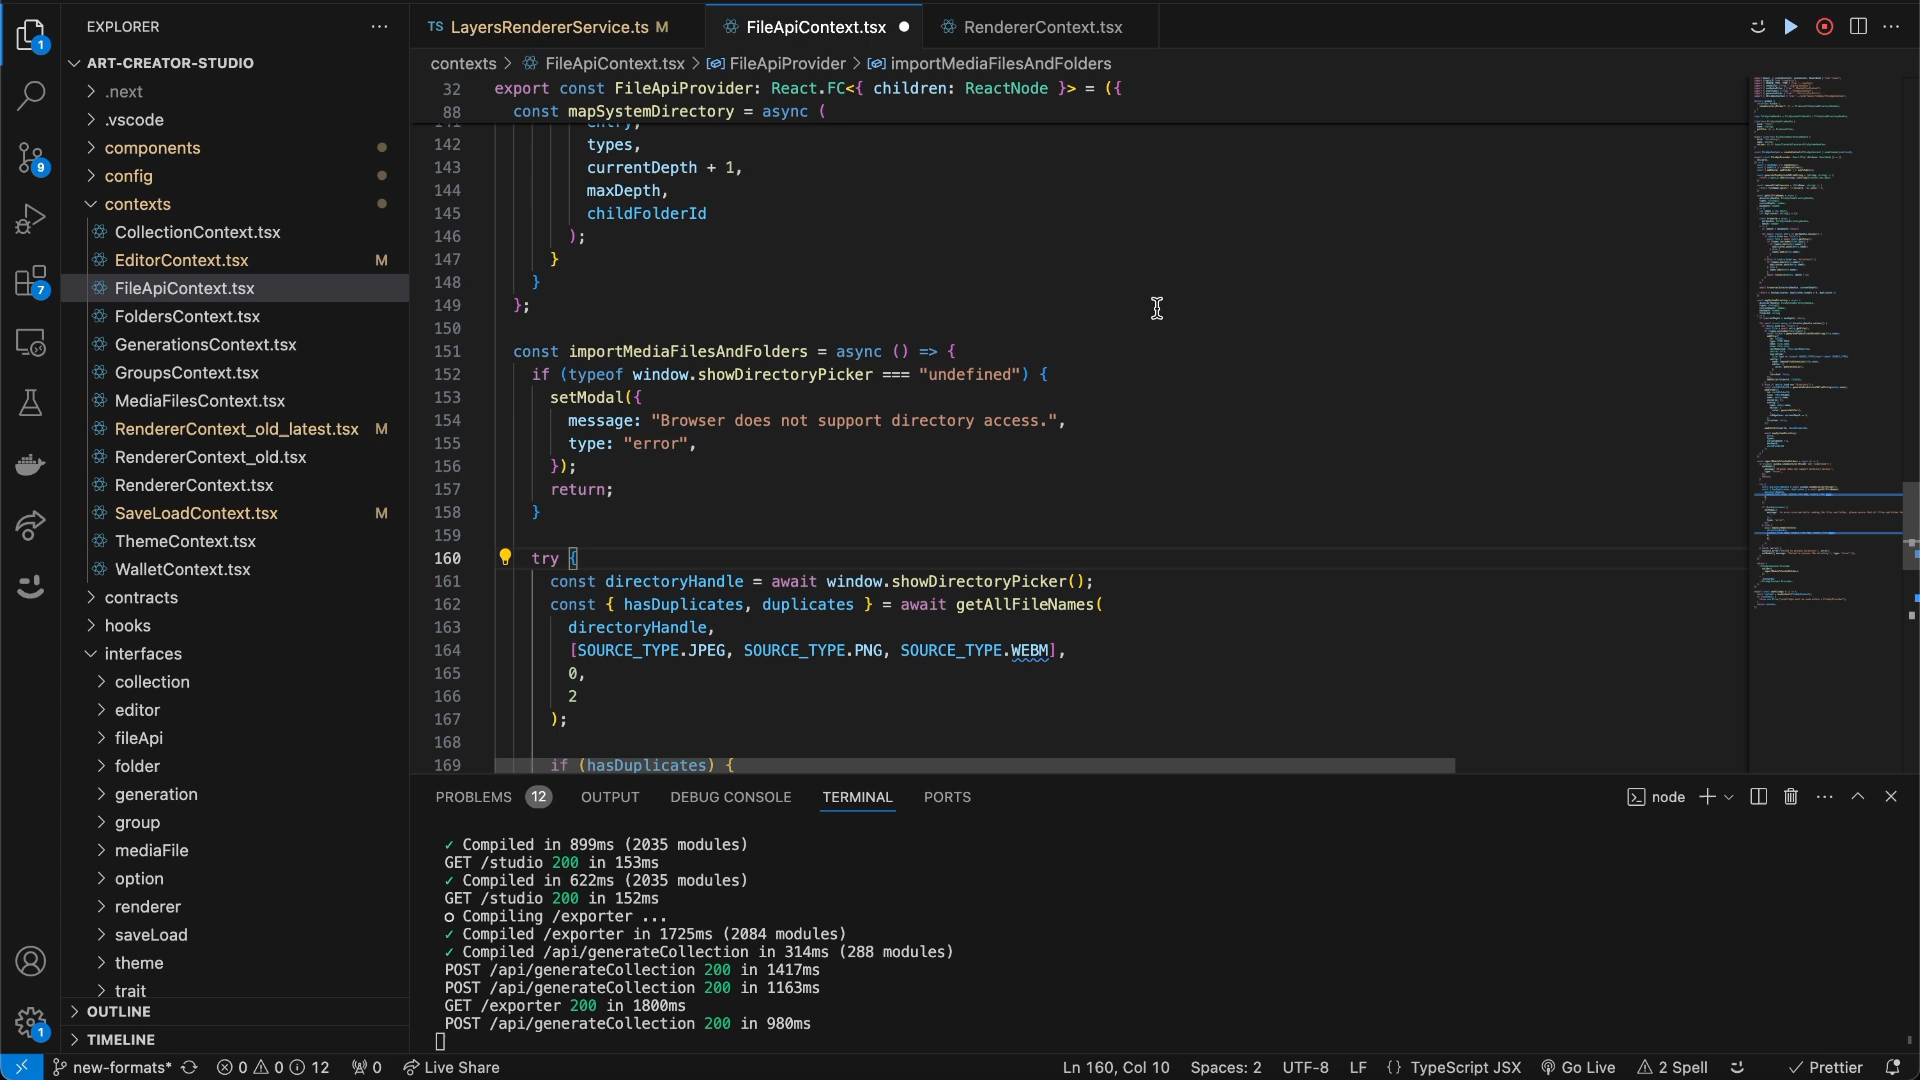 EXPLORER
TS LayersRendererService.ts M
FileApiContext.tsx
RendererContext.tsx
ART-CREATOR-STUDIO
contexts > FileApiContext.tsx > FileApiProvider > importMediaFilesAndFolders
.next
.vscode
components
config
contexts
CollectionContext.tsx
EditorContext.tsx M
FileApiContext.tsx
FoldersContext.tsx
GenerationsContext.tsx
GroupsContext.tsx
MediaFilesContext.tsx
RendererContext_old_latest.tsx M
RendererContext_old.tsx
RendererContext.tsx
SaveLoadContext.tsx M
ThemeContext.tsx
WalletContext.tsx
contracts
hooks
interfaces
collection
editor
fileApi
folder
generation
group
mediaFile
option
renderer
saveLoad
theme
trait
OUTLINE
TIMELINE
1
9
7
1
32 export const FileApiProvider: React.FC<{ children: ReactNode }> = ({
88 const mapSystemDirectory = async (
141 entry,
142 types,
143 currentDepth + 1,
144 maxDepth,
145 childFolderId
146 );
147 }
148 }
149 };
150
151 const importMediaFilesAndFolders = async () => {
152 if (typeof window.showDirectoryPicker === "undefined") {
153 setModal({
154 message: "Browser does not support directory access.",
155 type: "error",
156 });
157 return;
158 }
159
160 try {
161 const directoryHandle = await window.showDirectoryPicker();
162 const { hasDuplicates, duplicates } = await getAllFileNames(
163 directoryHandle,
164 [SOURCE_TYPE.JPEG, SOURCE_TYPE.PNG, SOURCE_TYPE.WEBM],
165 0,
166 2
167 );
168
169 if (hasDuplicates) {
PROBLEMS 12 OUTPUT DEBUG CONSOLE TERMINAL PORTS node
✓ Compiled in 899ms (2035 modules)
GET /studio 200 in 153ms
✓ Compiled in 622ms (2035 modules)
GET /studio 200 in 152ms
○ Compiling /exporter ...
✓ Compiled /exporter in 1725ms (2084 modules)
✓ Compiled /api/generateCollection in 314ms (288 modules)
POST /api/generateCollection 200 in 1417ms
POST /api/generateCollection 200 in 1163ms
GET /exporter 200 in 1800ms
POST /api/generateCollection 200 in 980ms
new-formats* 0 0 12 0 Live Share Ln 160, Col 10 Spaces: 2 UTF-8 LF {} TypeScript JSX Go Live 2 Spell Prettier